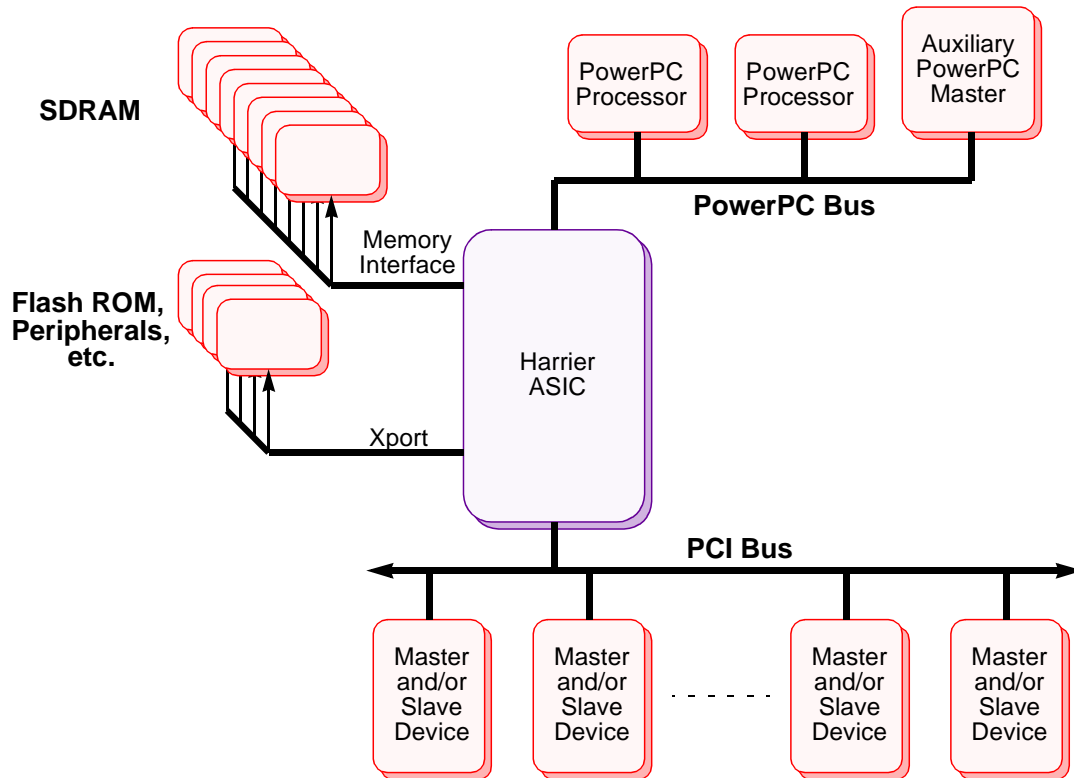 SDRAM
PowerPC
Processor
PowerPC
Processor
Auxiliary
PowerPC
Master
PowerPC Bus
Memory
Interface
Flash ROM,
Peripherals,
etc.
Harrier
ASIC
Xport
PCI Bus
Master
and/or
Slave
Device
Master
and/or
Slave
Device
Master
and/or
Slave
Device
Master
and/or
Slave
Device